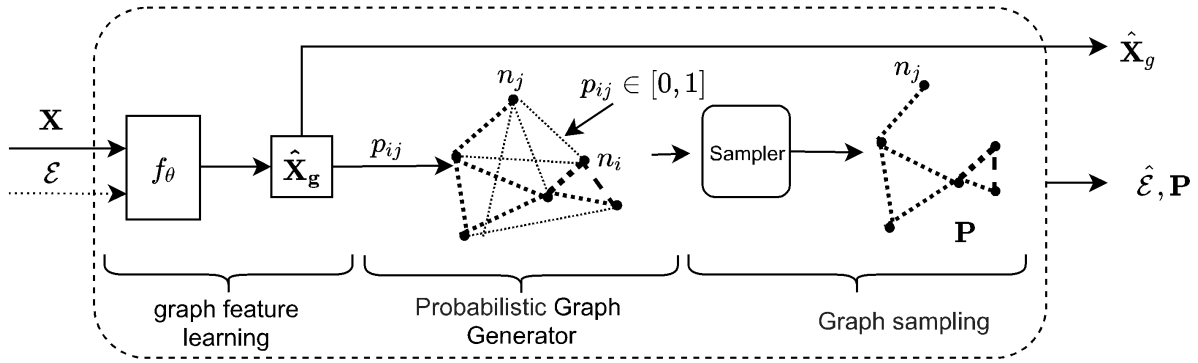 X
ℰ
f_θ
X̂_g
p_ij
n_j
p_ij ∈ [0, 1]
n_i
Sampler
n_j
P
X̂_g
ℰ̂, P
graph feature
learning
Probabilistic Graph
Generator
Graph sampling